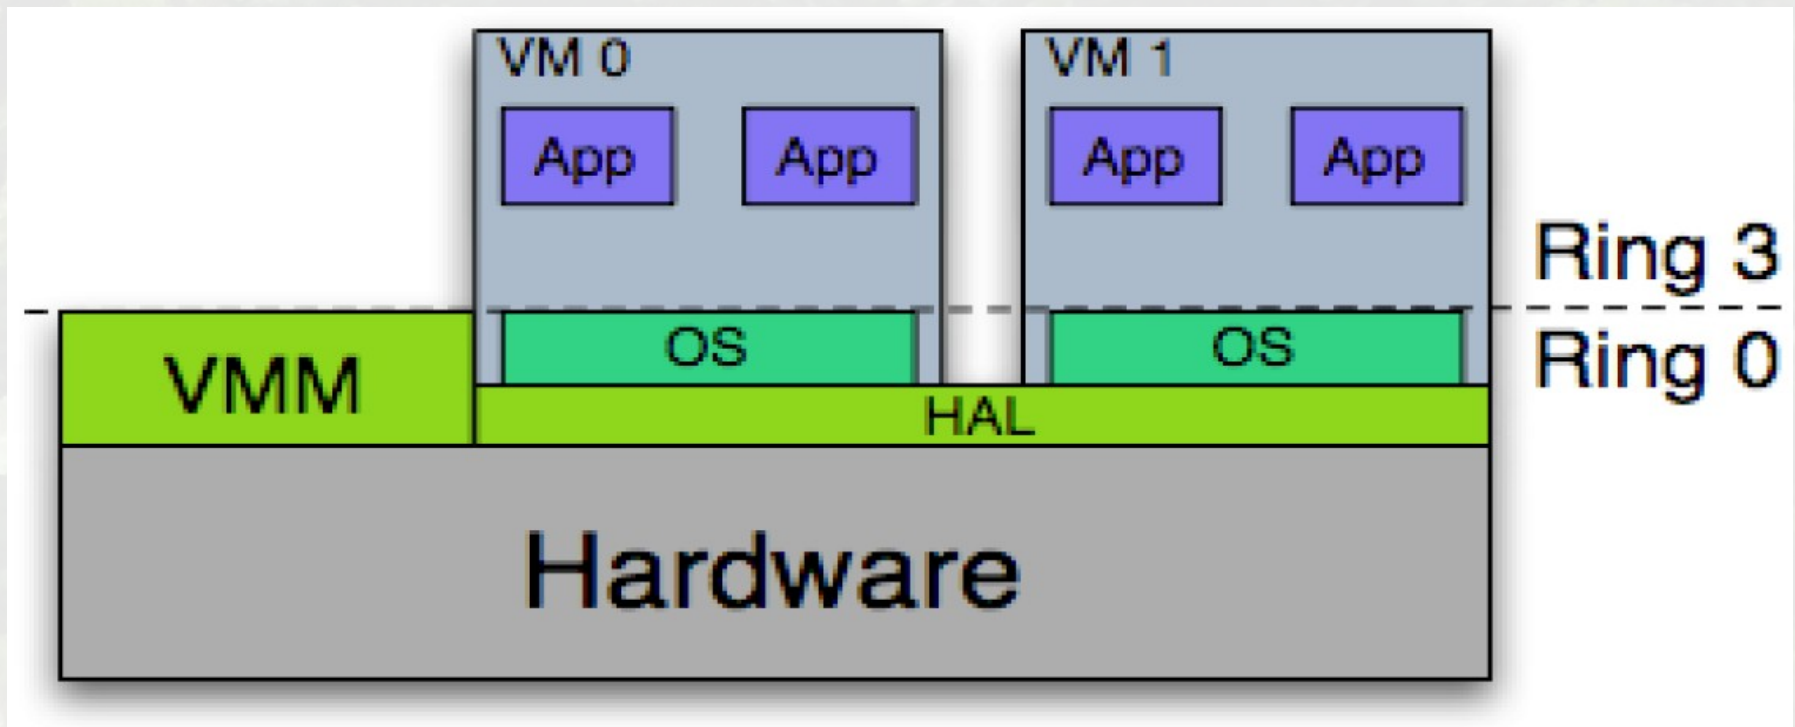 VM 0
App
App
VM 1
App
App
Ring 3
VMM
OS
OS
Ring 0
HAL
Hardware